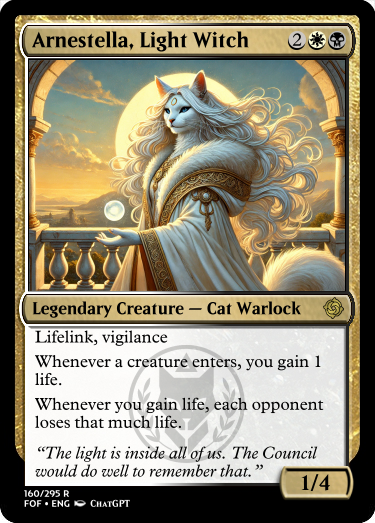 Arnestella, Light Witch 2
Legendary Creature — Cat Warlock
Lifelink, vigilance
Whenever a creature enters, you gain 1
life.
Whenever you gain life, each opponent
loses that much life.
“The light is inside all of us. The Council
would do well to remember that.”
1/4
160/295 R
FOF • ENG ChatGPT